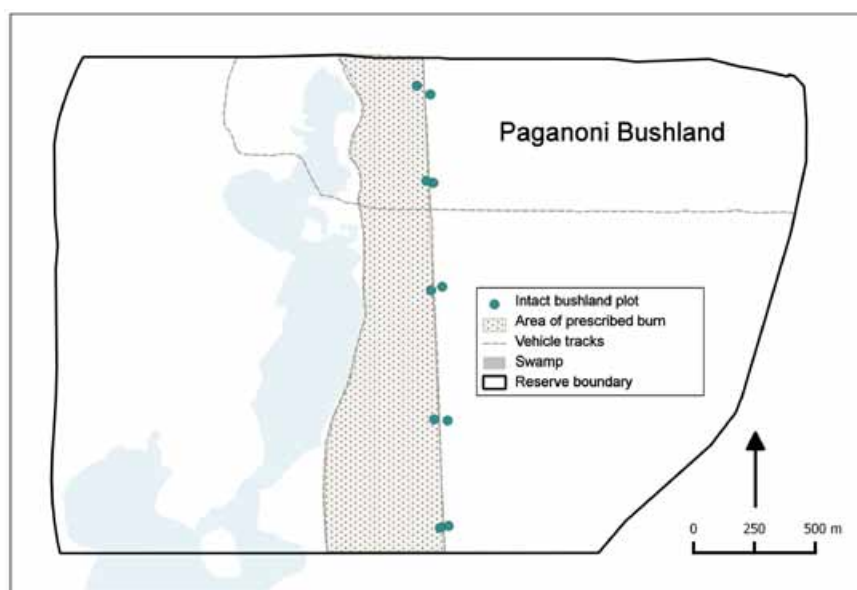 Paganoni Bushland
Intact bushland plot
Area of prescribed burn
Vehicle tracks
Swamp
Reserve boundary
0 250 500 m